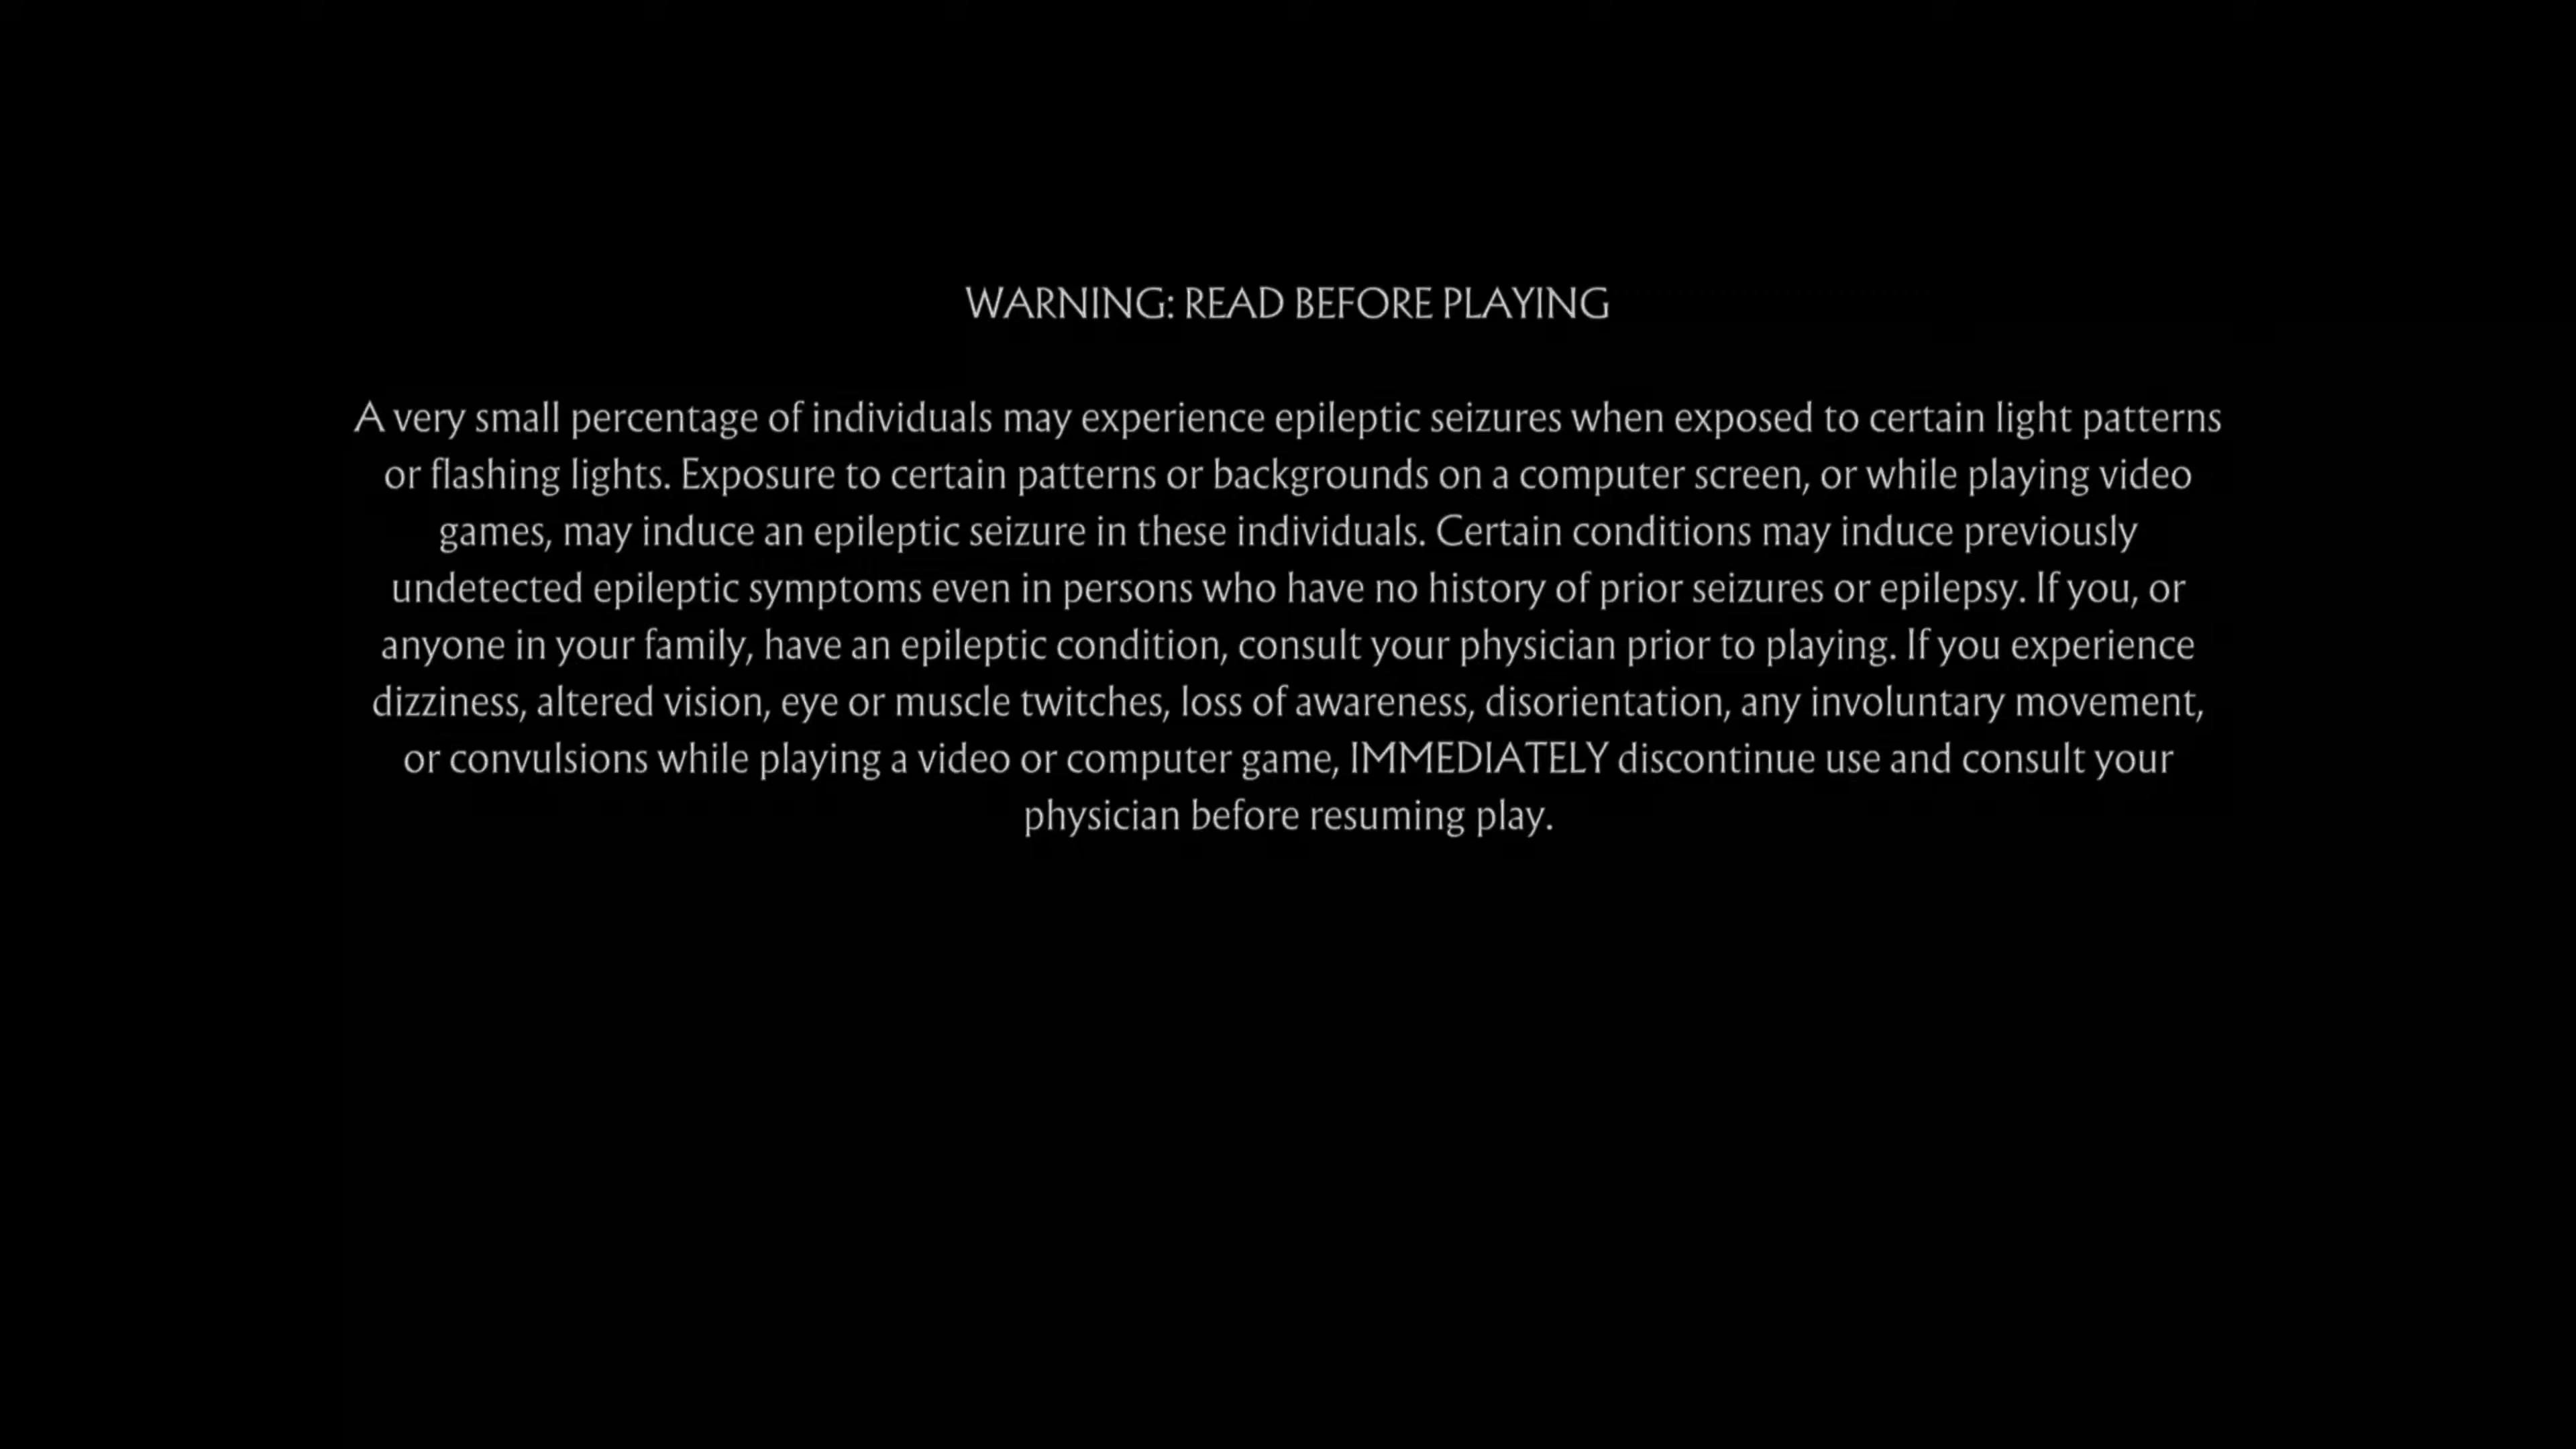 WARNING: READ BEFORE PLAYING
A very small percentage of individuals may experience epileptic seizures when exposed to certain light patterns
or flashing lights. Exposure to certain patterns or backgrounds on a computer screen, or while playing video
games, may induce an epileptic seizure in these individuals. Certain conditions may induce previously
undetected epileptic symptoms even in persons who have no history of prior seizures or epilepsy. If you, or
anyone in your family, have an epileptic condition, consult your physician prior to playing. If you experience
dizziness, altered vision, eye or muscle twitches, loss of awareness, disorientation, any involuntary movement,
or convulsions while playing a video or computer game, IMMEDIATELY discontinue use and consult your
physician before resuming play.